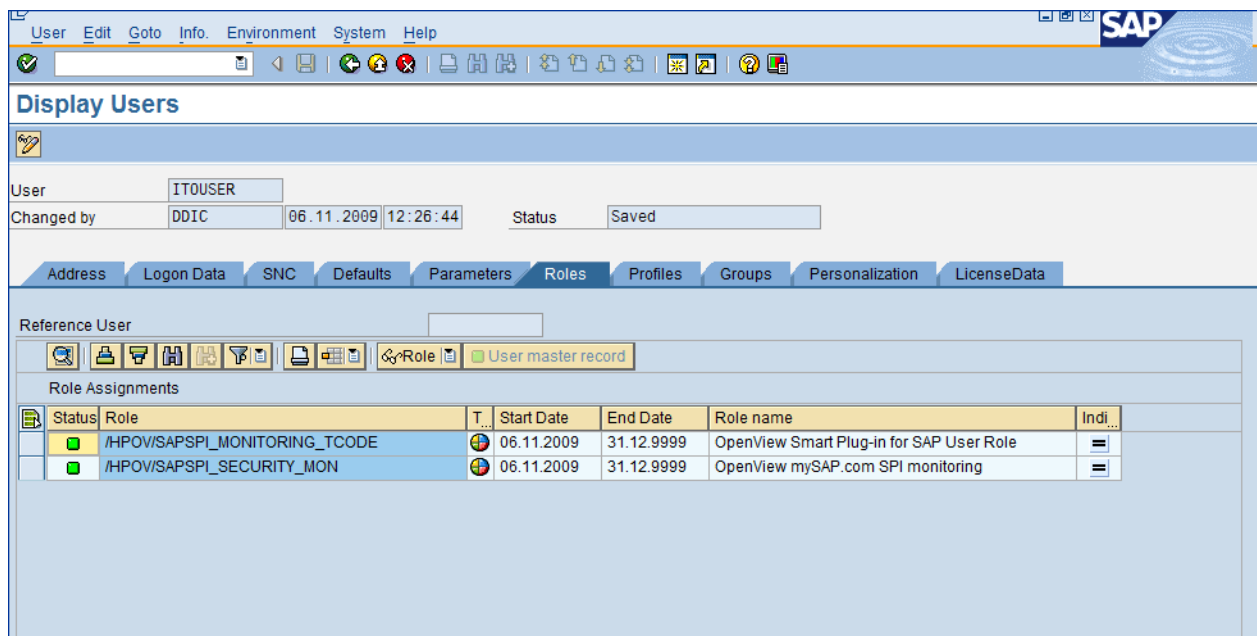 User Edit Goto Info. Environment System Help
SAP
Display Users
User ITOUSER
Changed by DDIC 06.11.2009 12:26:44 Status Saved
Address Logon Data SNC Defaults Parameters Roles Profiles Groups Personalization LicenseData
Reference User
Role User master record
Role Assignments
Status Role T... Start Date End Date Role name Indi...
/HPOV/SAPSPI_MONITORING_TCODE 06.11.2009 31.12.9999 OpenView Smart Plug-in for SAP User Role
/HPOV/SAPSPI_SECURITY_MON 06.11.2009 31.12.9999 OpenView mySAP.com SPI monitoring